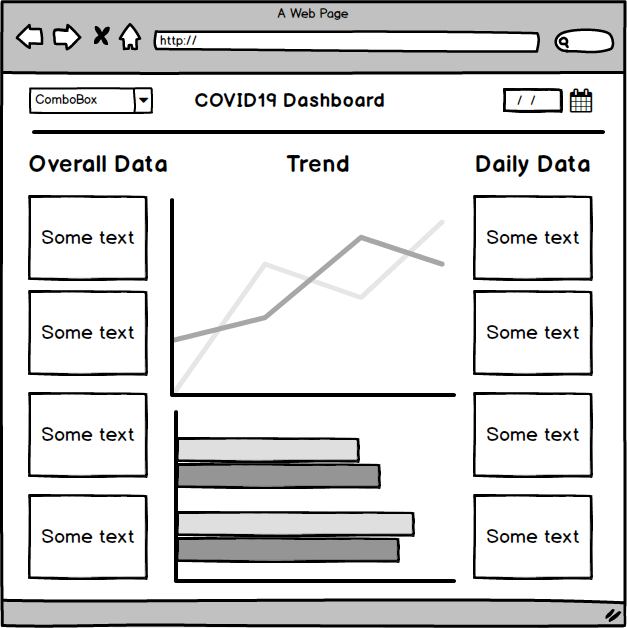 A Web Page
http://
ComboBox
COVID19 Dashboard
/ /
Overall Data
Trend
Daily Data
Some text
Some text
Some text
Some text
Some text
Some text
Some text
Some text